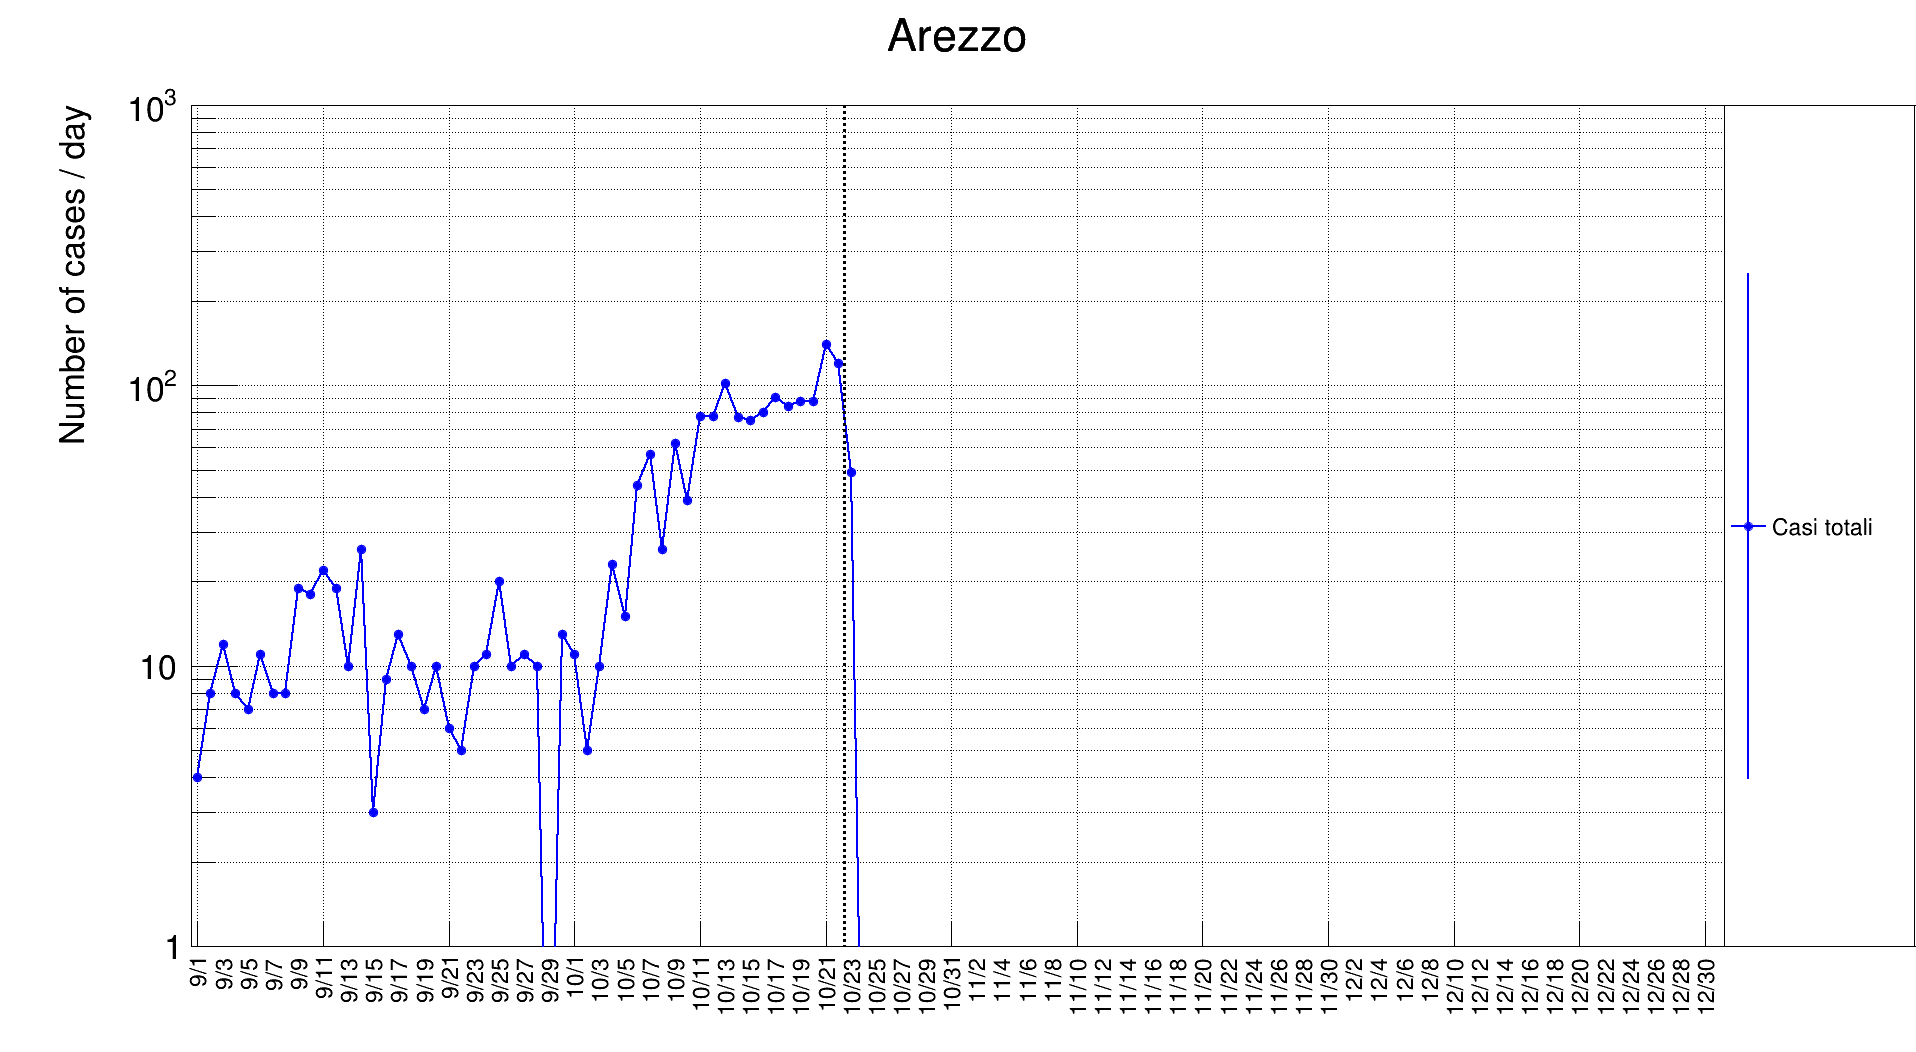 Arezzo
Number of cases / day
10³
10²
10
1
9/1 9/3 9/5 9/7 9/9 9/11 9/13 9/15 9/17 9/19 9/21 9/23 9/25 9/27 9/29 10/1 10/3 10/5 10/7 10/9 10/11 10/13 10/15 10/17 10/19 10/21 10/23 10/25 10/27 10/29 10/31 11/2 11/4 11/6 11/8 11/10 11/12 11/14 11/16 11/18 11/20 11/22 11/24 11/26 11/28 11/30 12/2 12/4 12/6 12/8 12/10 12/12 12/14 12/16 12/18 12/20 12/22 12/24 12/26 12/28 12/30
Casi totali